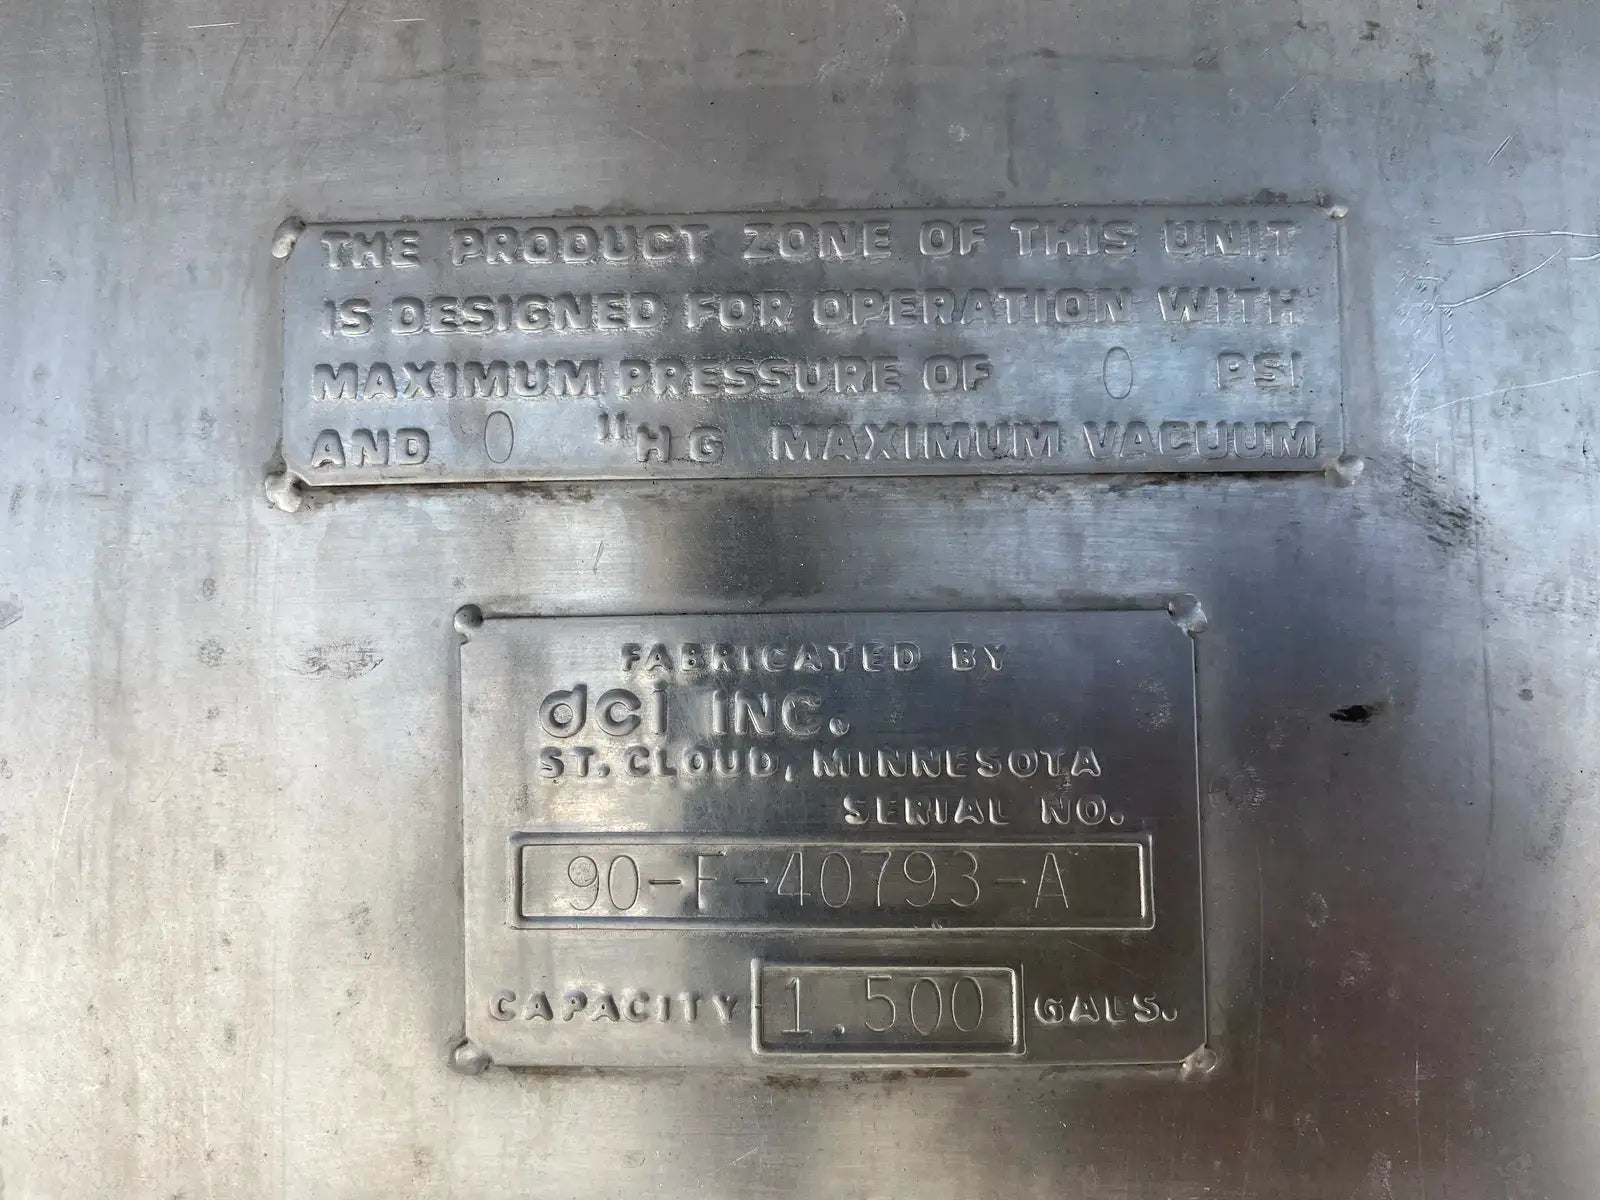 THE PRODUCT ZONE OF THIS UNIT
IS DESIGNED FOR OPERATION WITH
MAXIMUM PRESSURE OF 0 PSI
AND 0 "HG MAXIMUM VACUUM
FABRICATED BY
dci INC.
ST. CLOUD, MINNESOTA
SERIAL NO.
90-F-40793-A
CAPACITY 1.500 GALS.